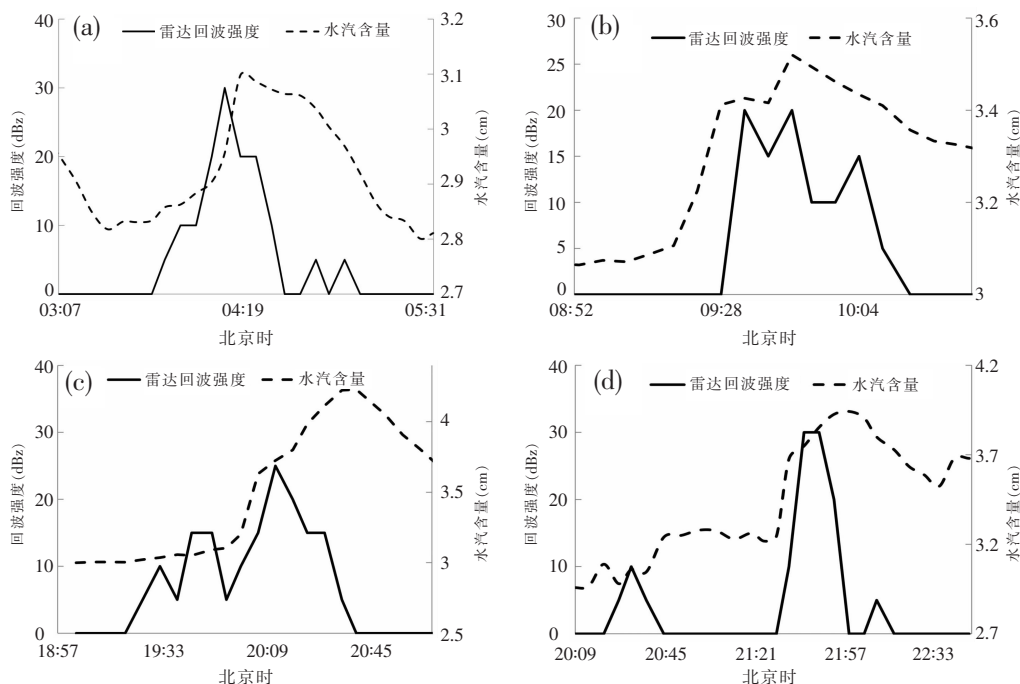 (a)
雷达回波强度
水汽含量
40
30
20
10
0
回波强度(dBz)
3.2
3.1
3
2.9
2.8
2.7
水汽含量(cm)
03:07
04:19
05:31
北京时
(b)
雷达回波强度
水汽含量
30
25
20
15
10
5
0
回波强度(dBz)
3.6
3.4
3.2
3
水汽含量(cm)
08:52
09:28
10:04
北京时
(c)
雷达回波强度
水汽含量
40
30
20
10
0
回波强度(dBz)
4
3.5
3
2.5
水汽含量(cm)
18:57
19:33
20:09
20:45
北京时
(d)
雷达回波强度
水汽含量
40
30
20
10
0
回波强度(dBz)
4.2
3.7
3.2
2.7
水汽含量(cm)
20:09
20:45
21:21
21:57
22:33
北京时